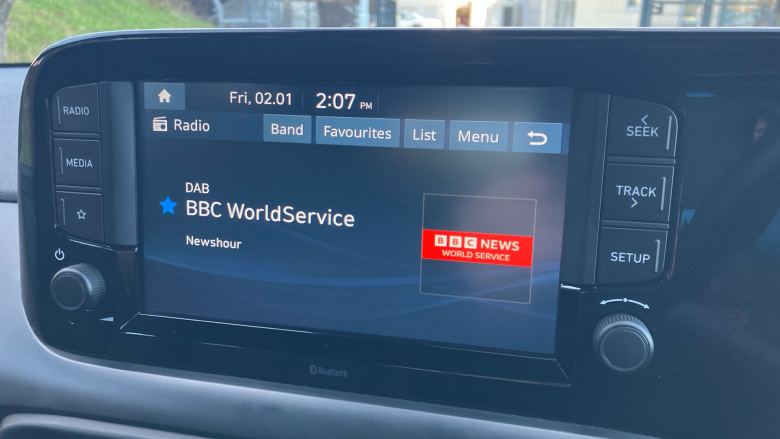 RADIO
MEDIA
Fri, 02.01 2:07 PM
Radio
Band
Favourites
List
Menu
DAB
BBC WorldService
Newshour
BBC NEWS
WORLD SERVICE
SEEK
TRACK
SETUP
Bluetooth